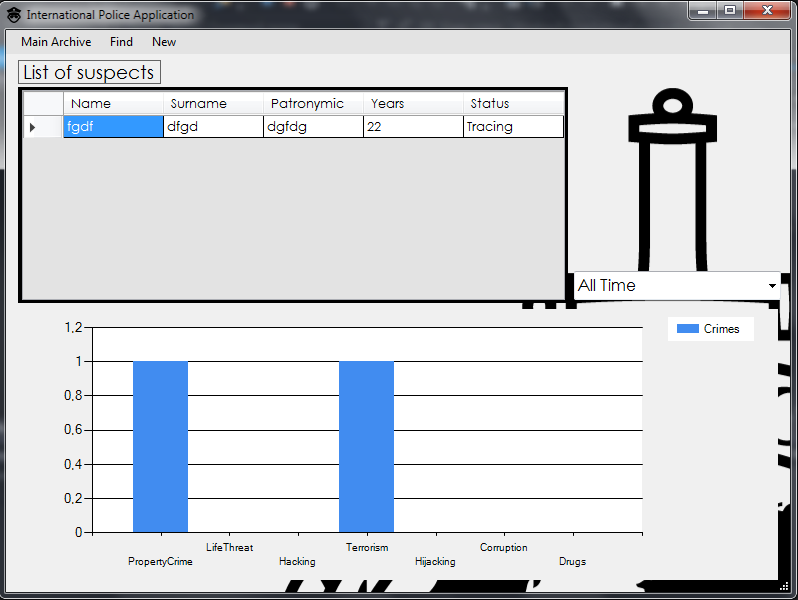 International Police Application
Main Archive Find New
List of suspects
Name Surname Patronymic Years Status
fgdf dfgd dgfdg 22 Tracing
All Time
Crimes
1,2
1
0,8
0,6
0,4
0,2
0
LifeThreat Terrorism Corruption
PropertyCrime Hacking Hijacking Drugs